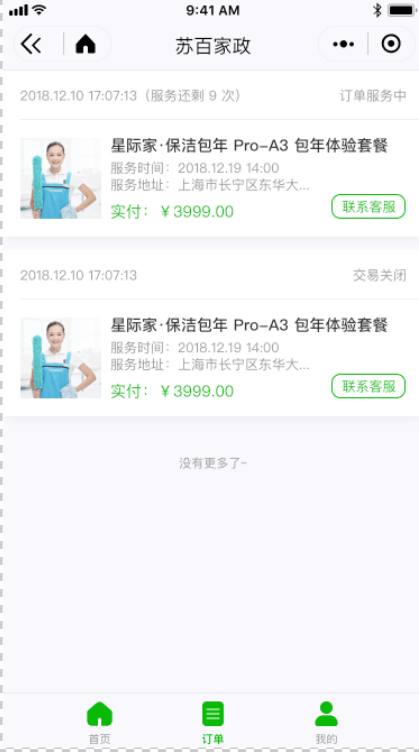 9:41 AM
苏百家政
2018.12.10 17:07:13（服务还剩 9 次）
订单服务中
星际家·保洁包年 Pro-A3 包年体验套餐
服务时间：2018.12.19 14:00
服务地址：上海市长宁区东华大...
实付：￥3999.00
联系客服
2018.12.10 17:07:13
交易关闭
星际家·保洁包年 Pro-A3 包年体验套餐
服务时间：2018.12.19 14:00
服务地址：上海市长宁区东华大...
实付：￥3999.00
联系客服
没有更多了~
首页
订单
我的